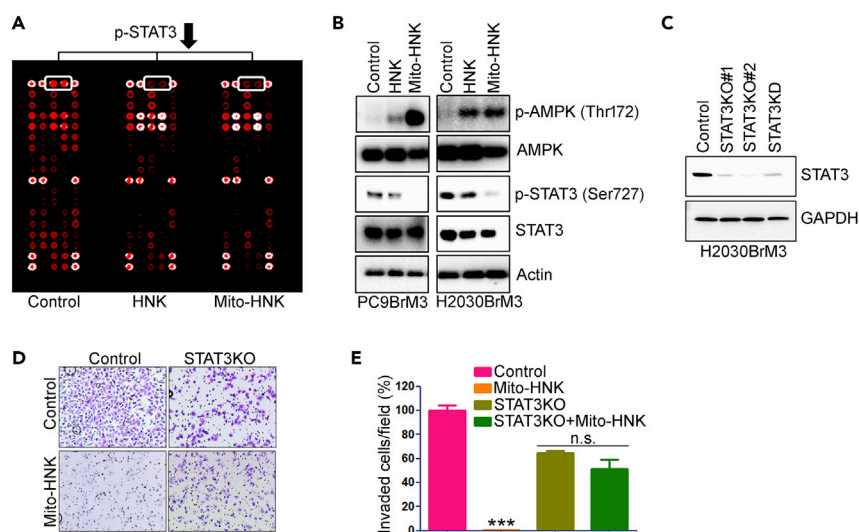 A
p-STAT3
Control HNK Mito-HNK
B
Control HNK Mito-HNK Control HNK Mito-HNK
p-AMPK (Thr172)
AMPK
p-STAT3 (Ser727)
STAT3
Actin
PC9BrM3 H2030BrM3
C
Control STAT3KO#1 STAT3KO#2 STAT3KD
STAT3
GAPDH
H2030BrM3
D
Control STAT3KO
Control
Mito-HNK
E
Control
Mito-HNK
STAT3KO
STAT3KO+Mito-HNK
n.s.
***
Invaded cells/field (%)
120
100
80
60
40
20
0